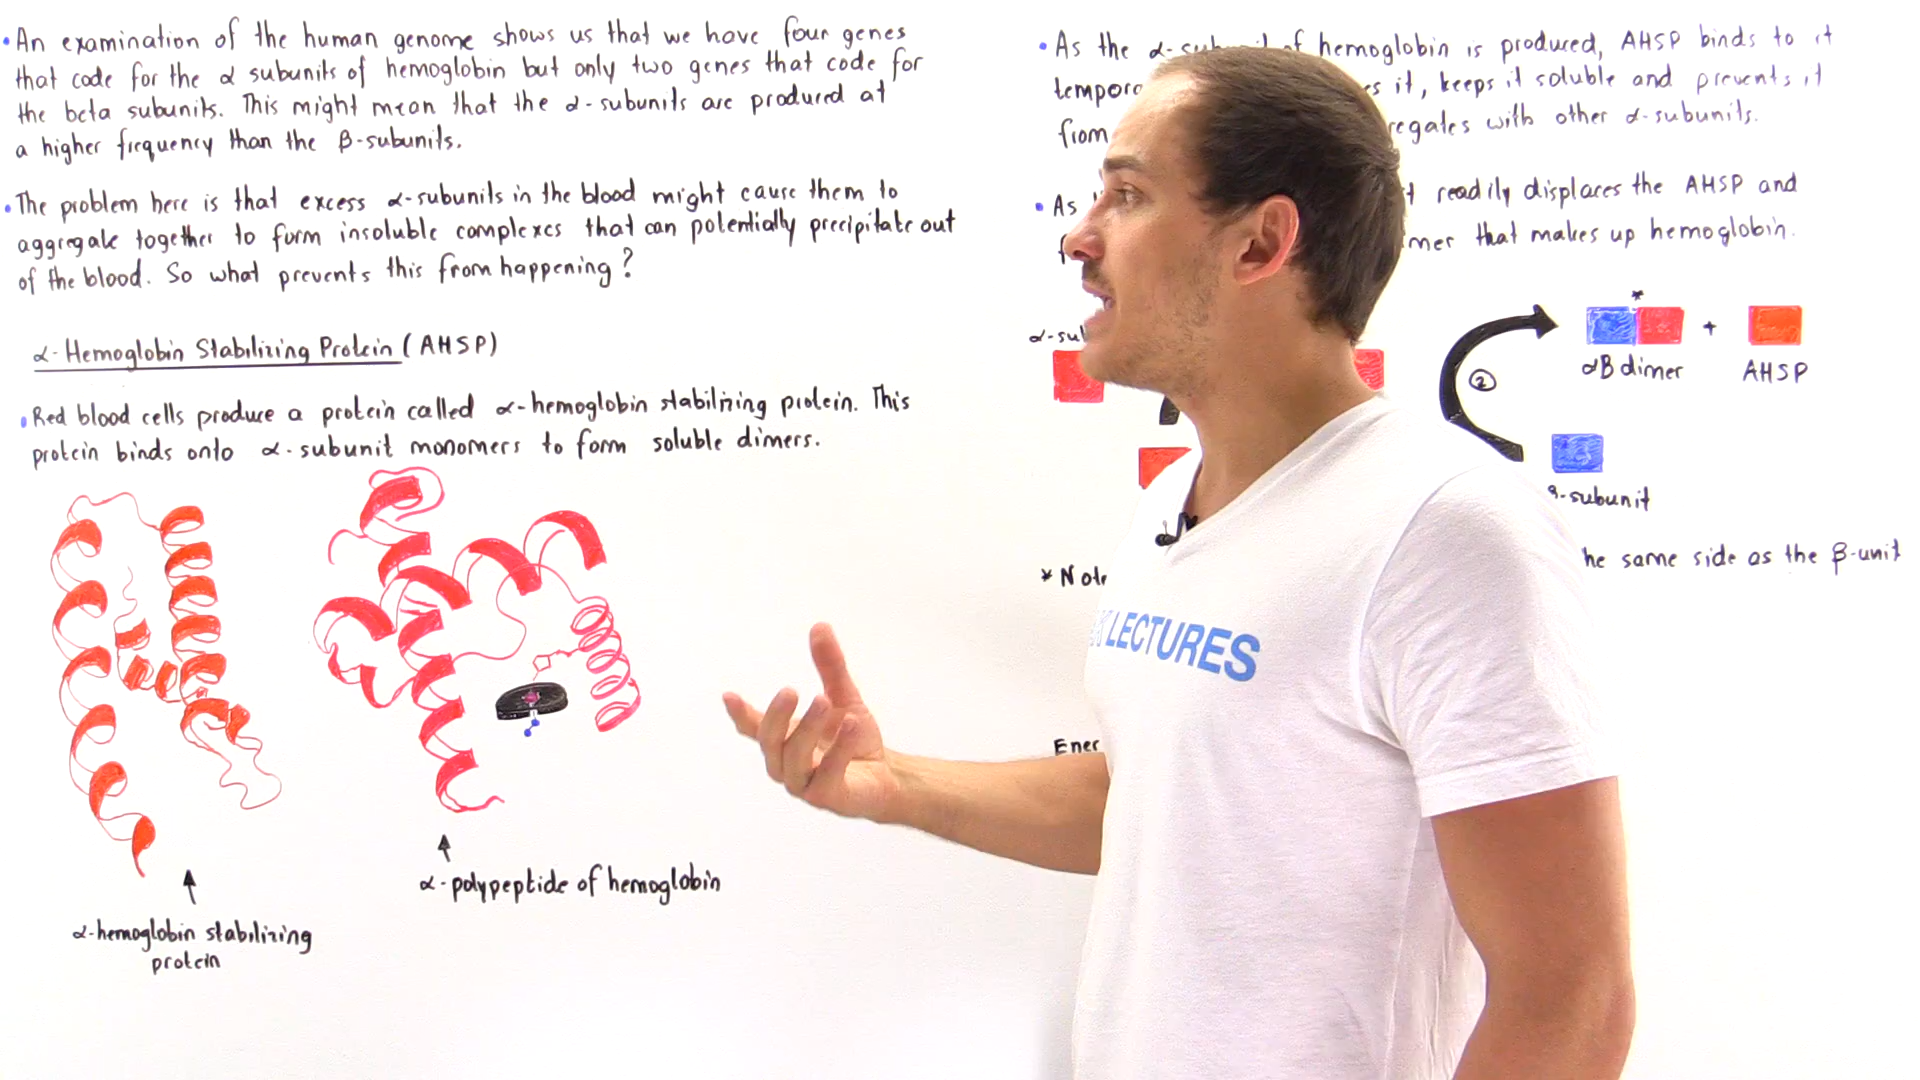 • An examination of the human genome shows us that we have four genes
that code for the α subunits of hemoglobin but only two genes that code for
the beta subunits. This might mean that the α-subunits are produced at
a higher frequency than the β-subunits.
• The problem here is that excess α-subunits in the blood might cause them to
aggregate together to form insoluble complexes that can potentially precipitate out
of the blood. So what prevents this from happening?
α-Hemoglobin Stabilizing Protein (AHSP)
• Red blood cells produce a protein called α-hemoglobin stabilizing protein. This
protein binds onto α-subunit monomers to form soluble dimers.
α-hemoglobin stabilizing
protein
α-polypeptide of hemoglobin
• As the α-subunit of hemoglobin is produced, AHSP binds to it
it, keeps it soluble and prevents it
from with other α-subunits.
• As readily displaces the AHSP and
that makes up hemoglobin.
*
+
αB dimer
AHSP
2
-subunit
* Note
same side as the β-unit
LECTURES